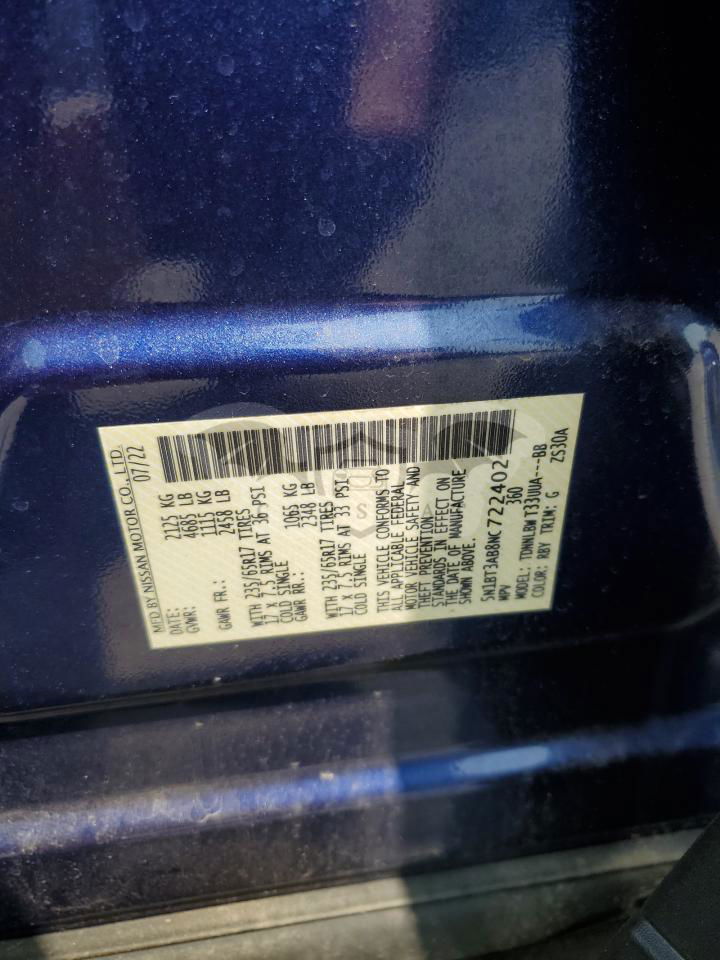 MFD BY NISSAN MOTOR CO., LTD.
DATE: 07/22
GVWR: 2125 KG
4685 LB
GAWR FR.: 1115 KG
2458 LB
WITH 235/65R17 TIRES
17 X 7.5 RIMS AT 36 PSI
COLD SINGLE
GAWR RR.: 1065 KG
2348 LB
WITH 235/65R17 TIRES
17 X 7.5 RIMS AT 33 PSI
COLD SINGLE
THIS VEHICLE CONFORMS TO
ALL APPLICABLE FEDERAL
MOTOR VEHICLE SAFETY AND
THEFT PREVENTION
STANDARDS IN EFFECT ON
THE DATE OF MANUFACTURE
SHOWN ABOVE.
5N1BT3AB8NC722402
MPV 360
MODEL: TDNNLBWT33UUA---BB
COLOR: RBY TRIM: G ZS30A